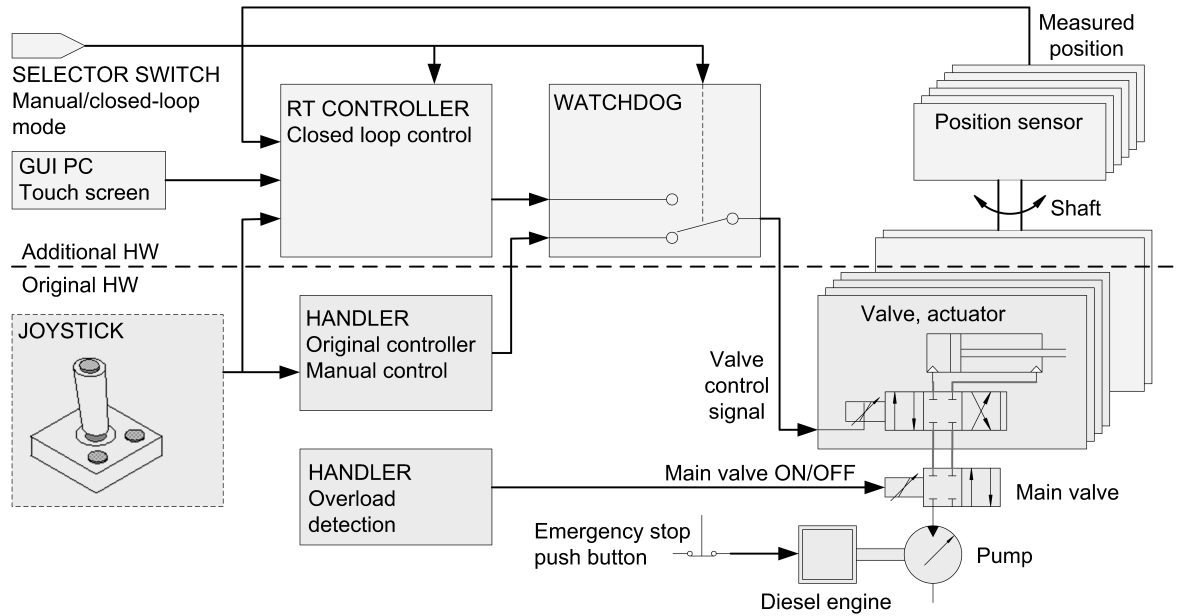 Measured
position
SELECTOR SWITCH
Manual/closed-loop
mode
RT CONTROLLER
Closed loop control
WATCHDOG
Position sensor
GUI PC
Touch screen
Shaft
Additional HW
Original HW
JOYSTICK
HANDLER
Original controller
Manual control
Valve, actuator
Valve
control
signal
HANDLER
Overload
detection
Main valve ON/OFF
Main valve
Emergency stop
push button
Pump
Diesel engine